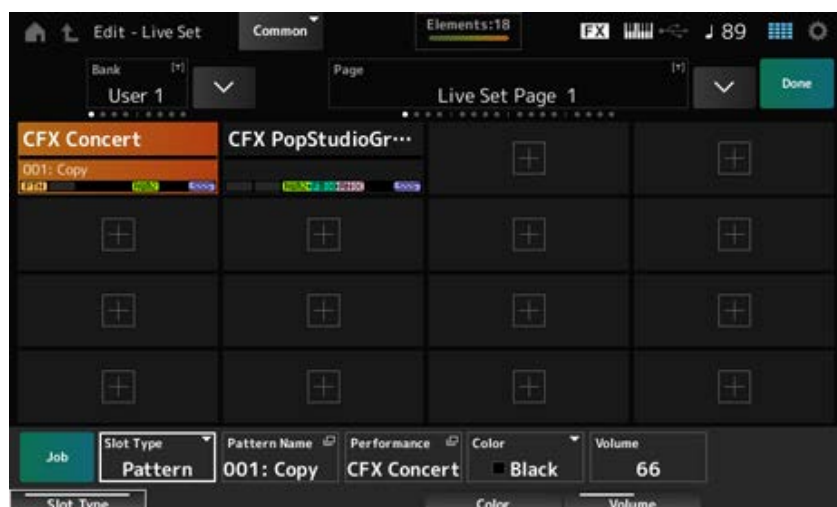 Edit - Live Set
Common
Elements:18
FX
89
Bank
User 1
Page
Live Set Page 1
Done
CFX Concert
CFX PopStudioGr⋯
001: Copy
Job
Slot Type
Pattern
Pattern Name
001: Copy
Performance
CFX Concert
Color
Black
Volume
66
Slot Type
Color
Volume